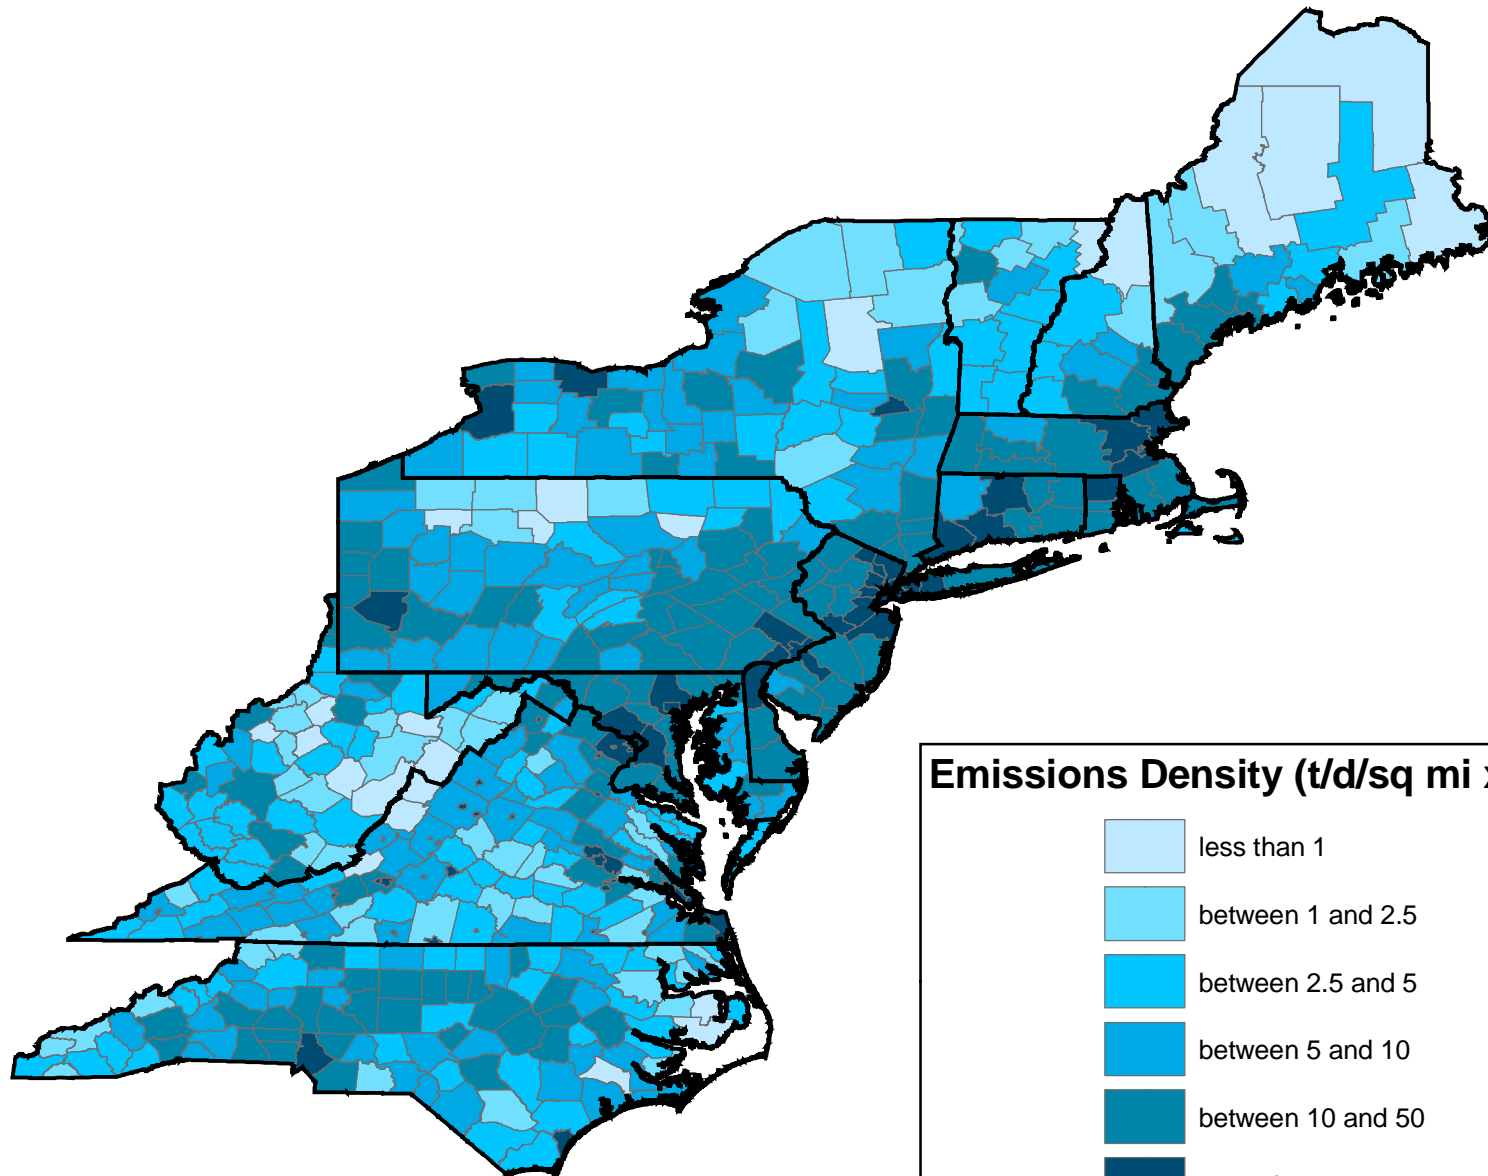 Emissions Density (t/d/sq mi
less than 1
between 1 and 2.5
between 2.5 and 5
between 5 and 10
between 10 and 50